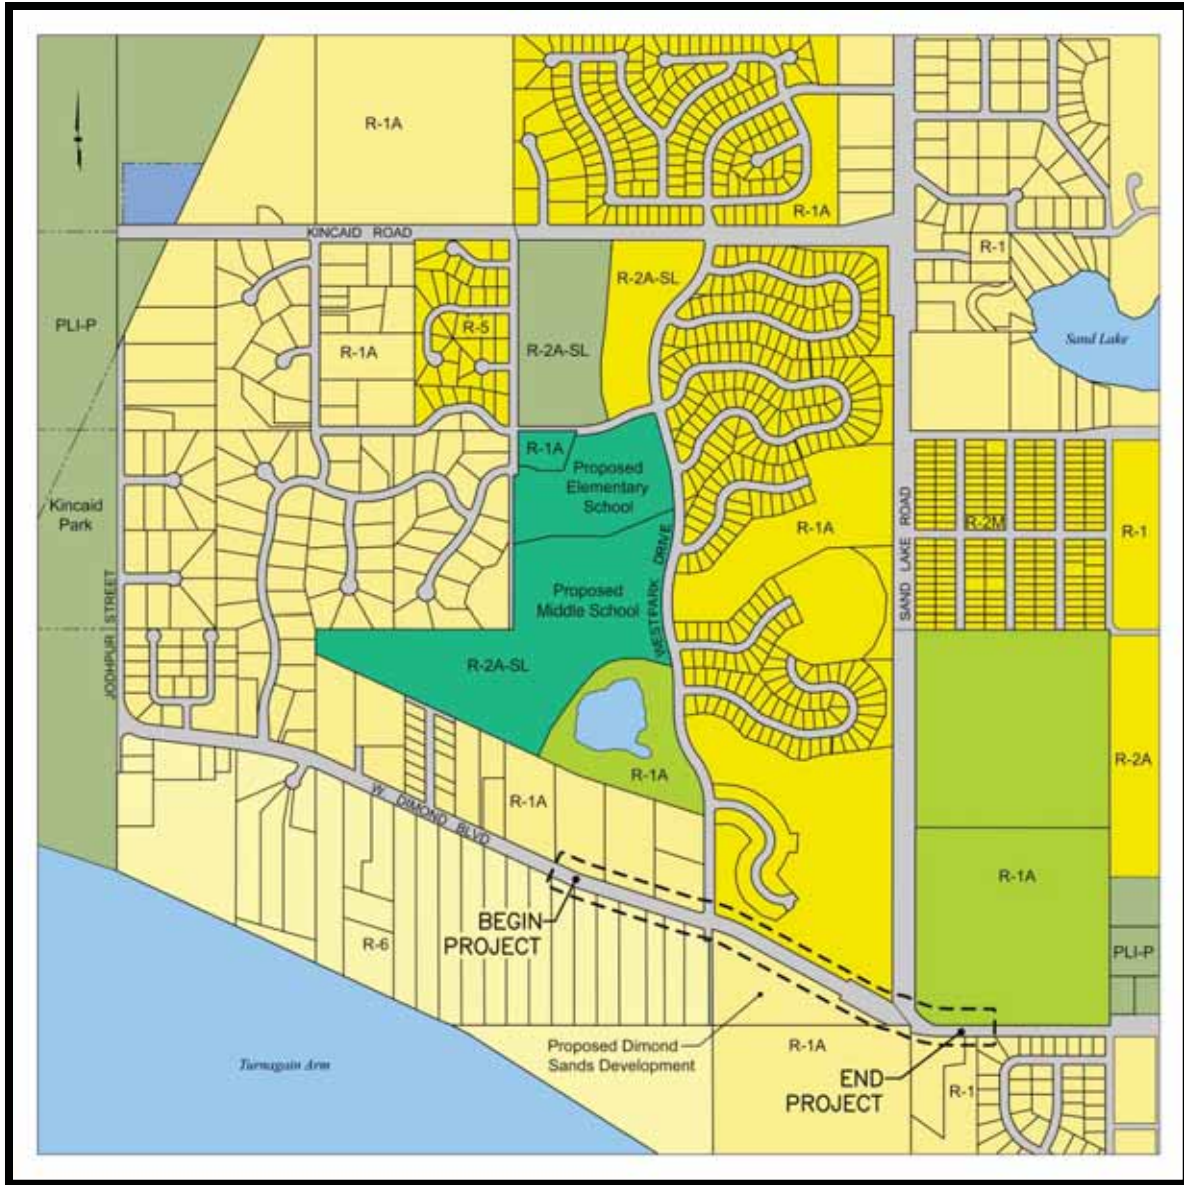 R-1A
R-1A
KINCAID ROAD
R-1
R-2A-SL
PLI-P
R-5
Sand Lake
R-1A
R-2A-SL
R-1A
Proposed
Elementary
School
Kincaid
Park
SAND LAKE ROAD
R-2M
R-1A
R-1
WESTPARK DRIVE
Proposed
Middle School
JODHPUR STREET
R-2A-SL
R-2A
R-1A
W DIMOND BLVD
R-1A
R-1A
BEGIN
PROJECT
R-6
PLI-P
Proposed Dimond
Sands Development
R-1A
Turnagain Arm
END
PROJECT
R-1